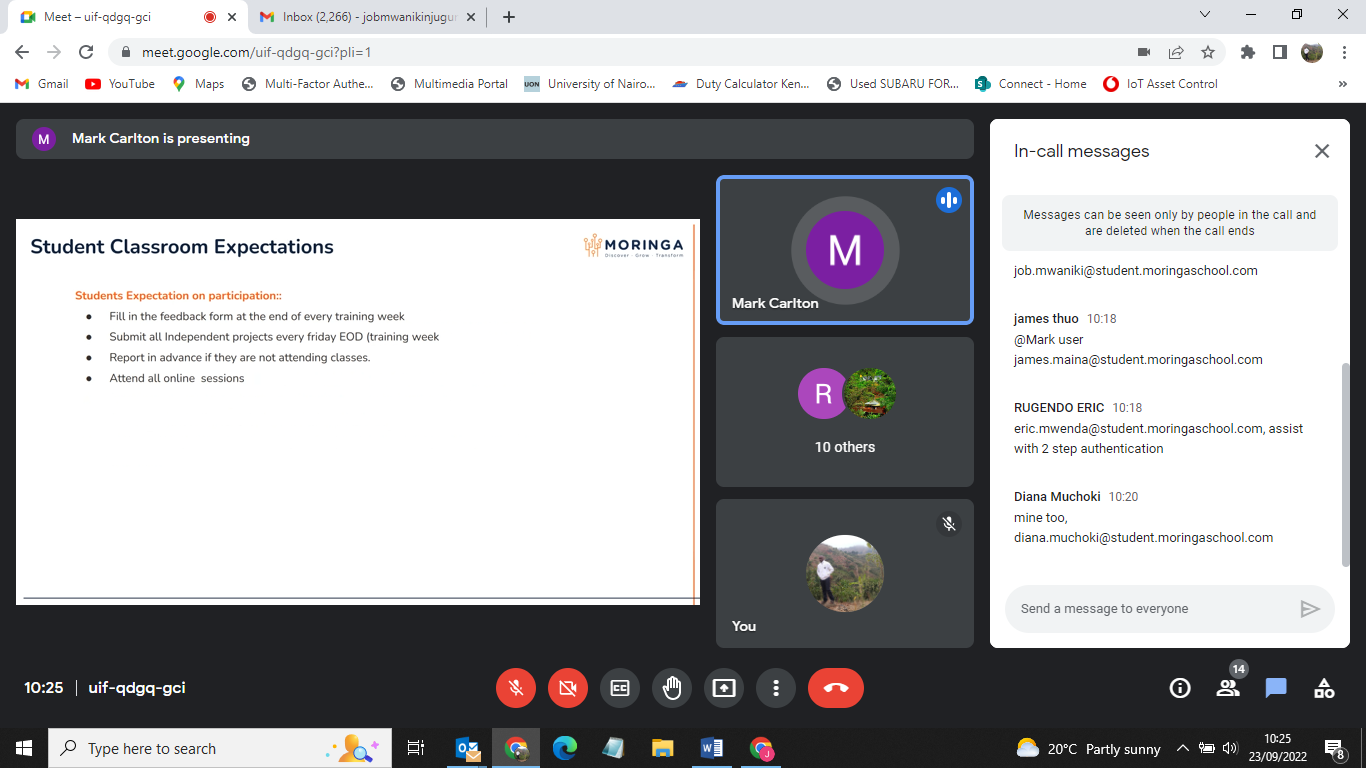 Meet – uif-qdgq-gci
Inbox (2,266) - jobmwanikinjugun
meet.google.com/uif-qdgq-gci?pli=1
Gmail
YouTube
Maps
Multi-Factor Authe...
Multimedia Portal
UON
University of Nairo...
Duty Calculator Ken...
Used SUBARU FOR...
Connect - Home
IoT Asset Control
»
M
Mark Carlton is presenting
Student Classroom Expectations
MORINGA
Discover · Grow · Transform
Students Expectation on participation::
● Fill in the feedback form at the end of every training week
● Submit all Independent projects every friday EOD (training week
● Report in advance if they are not attending classes.
● Attend all online sessions
M
Mark Carlton
R
10 others
You
In-call messages
Messages can be seen only by people in the call and
are deleted when the call ends
job.mwaniki@student.moringaschool.com
james thuo 10:18
@Mark user
james.maina@student.moringaschool.com
RUGENDO ERIC 10:18
eric.mwenda@student.moringaschool.com, assist
with 2 step authentication
Diana Muchoki 10:20
mine too,
diana.muchoki@student.moringaschool.com
Send a message to everyone
10:25 | uif-qdgq-gci
14
Type here to search
20°C Partly sunny
10:25
23/09/2022
8